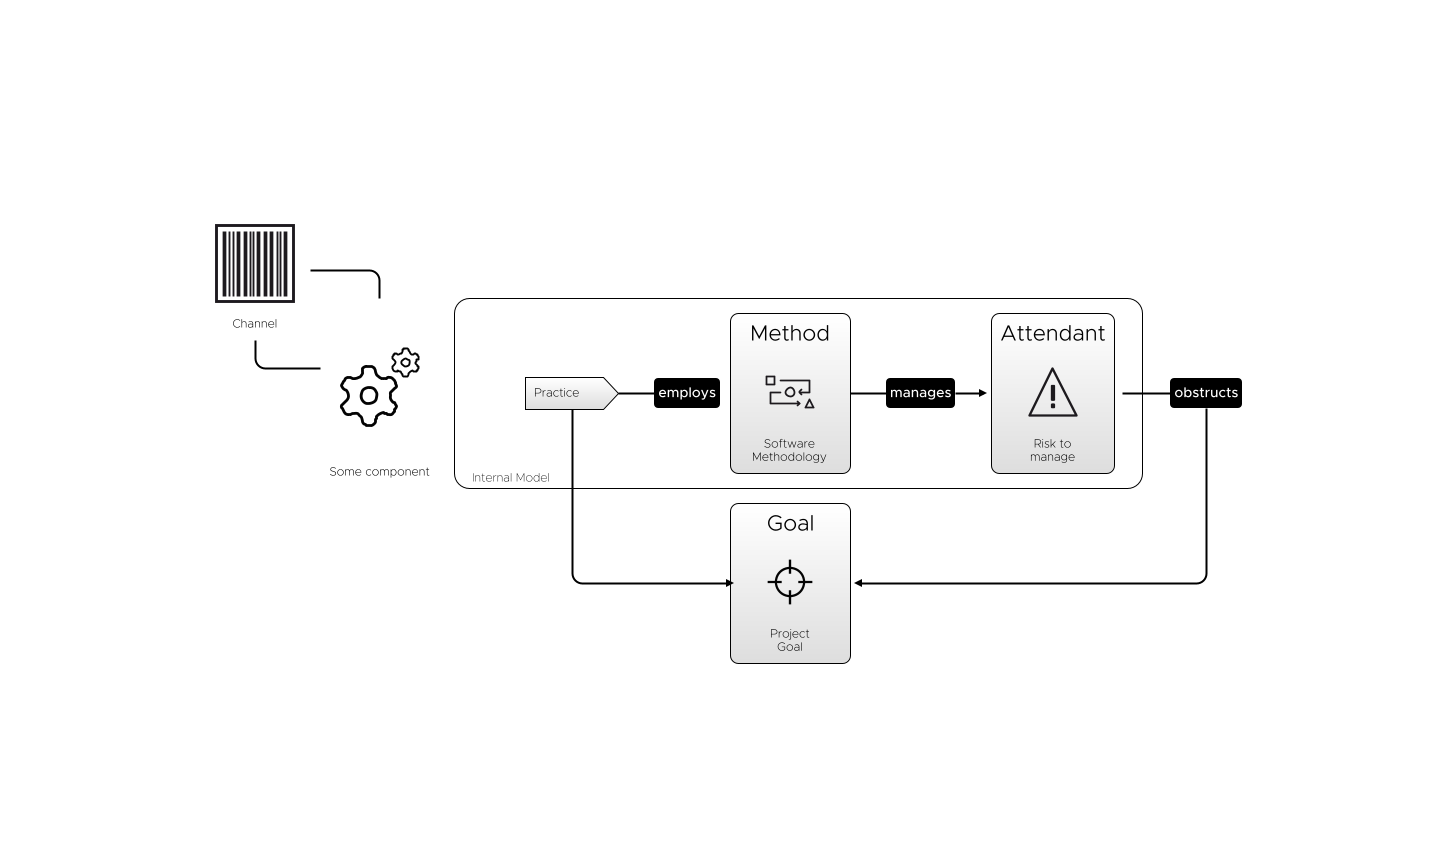 Channel
Some component
Practice
employs
Method
Software
Methodology
manages
Attendant
Risk to
manage
obstructs
Internal Model
Goal
Project
Goal